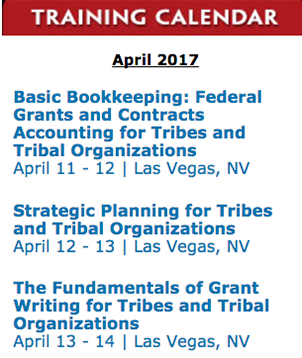 TRAINING CALENDAR
April 2017
Basic Bookkeeping: Federal
Grants and Contracts
Accounting for Tribes and
Tribal Organizations
April 11 - 12 | Las Vegas, NV
Strategic Planning for Tribes
and Tribal Organizations
April 12 - 13 | Las Vegas, NV
The Fundamentals of Grant
Writing for Tribes and Tribal
Organizations
April 13 - 14 | Las Vegas, NV